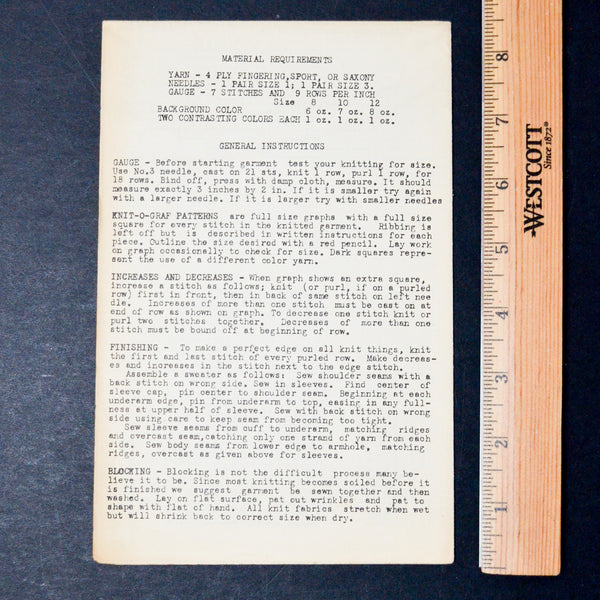 MATERIAL REQUIREMENTS
YARN - 4 PLY FINGERING, SPORT, OR SAXONY
NEEDLES - 1 PAIR SIZE 1; 1 PAIR SIZE 3.
GAUGE - 7 STITCHES AND 9 ROWS PER INCH
Size 8 10 12
BACKGROUND COLOR 6 oz. 7 oz. 8 oz.
TWO CONTRASTING COLORS EACH 1 oz. 1 oz. 1 oz.
GENERAL INSTRUCTIONS
GAUGE - Before starting garment test your knitting for size.
Use No.3 needle, cast on 21 sts, knit 1 row, purl 1 row, for
18 rows. Bind off, press with damp cloth, measure. It should
measure exactly 3 inches by 2 in. If it is smaller try again
with a larger needle. If it is larger try with smaller needles
KNIT-O-GRAF PATTERNS are full size graphs with a full size
square for every stitch in the knitted garment. Ribbing is
left off but is described in written instructions for each
piece. Outline the size desired with a red pencil. Lay work
on graph occasionally to check for size. Dark squares repre-
sent the use of a different color yarn.
INCREASES AND DECREASES - When graph shows an extra square,
increase a stitch as follows; knit (or purl, if on a purled
row) first in front, then in back of same stitch on left nee
dle. Increases of more than one stitch must be cast on at
end of row as shown on graph. To decrease one stitch knit or
purl two stitches together. Decreases of more than one
stitch must be bound off at beginning of row.
FINISHING - To make a perfect edge on all knit things, knit
the first and last stitch of every purled row. Make decreas-
es and increases in the stitch next to the edge stitch.
Assemble a sweater as follows: Sew shoulder seams with a
back stitch on wrong side. Sew in sleeves. Find center of
sleeve cap, pin center to shoulder seam. Beginning at each
underarm edge, pin from underarm to top, easing in any full-
ness at upper half of sleeve. Sew with back stitch on wrong
side using care to keep seam from becoming too tight.
Sew sleeve seams from cuff to underarm, matching ridges
and overcast seam, catching only one strand of yarn from each
side. Sew body seams from lower edge to armhole, matching
ridges, overcast as given above for sleeves.
BLOCKING - Blocking is not the difficult process many be-
lieve it to be. Since most knitting becomes soiled before it
is finished we suggest garment be sewn together and then
washed. Lay on flat surface, pat out wrinkles and pat to
shape with flat of hand. All knit fabrics stretch when wet
but will shrink back to correct size when dry.
8
7
6
5
4
3
2
1
WESTCOTT
Since 1872®